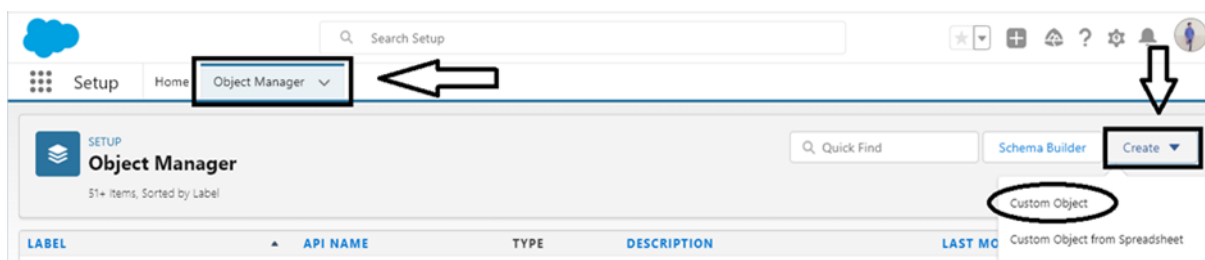 Search Setup
Setup Home Object Manager
SETUP
Object Manager
51+ Items, Sorted by Label
Quick Find
Schema Builder
Create
Custom Object
LABEL API NAME TYPE DESCRIPTION LAST MO
Custom Object from Spreadsheet